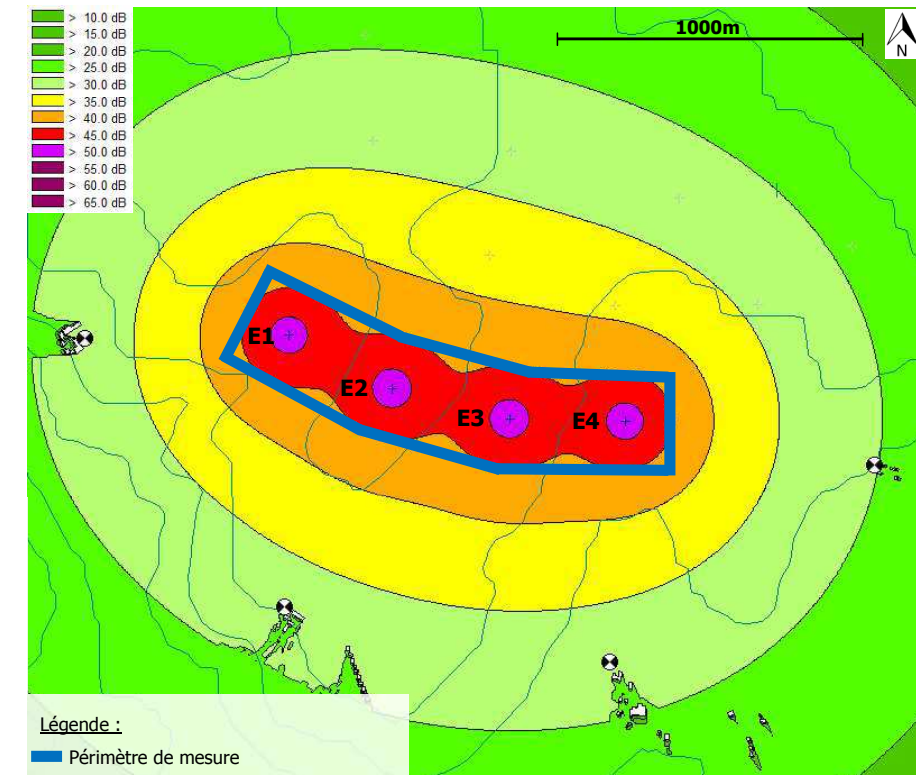 > 10.0 dB
> 15.0 dB
> 20.0 dB
> 25.0 dB
> 30.0 dB
> 35.0 dB
> 40.0 dB
> 45.0 dB
> 50.0 dB
> 55.0 dB
> 60.0 dB
> 65.0 dB
1000m
N
E1
E2
E3
E4
Légende :
Périmètre de mesure